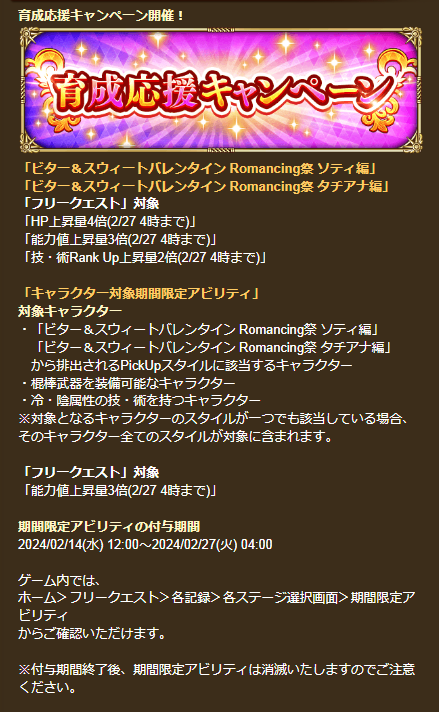 育成応援キャンペーン開催！
育成応援キャンペーン
「ビター＆スウィートバレンタイン Romancing祭 ソティ編」
「ビター＆スウィートバレンタイン Romancing祭 タチアナ編」
「フリークエスト」対象
「HP上昇量4倍(2/27 4時まで)」
「能力値上昇量3倍(2/27 4時まで)」
「技・術Rank Up上昇量2倍(2/27 4時まで)」
「キャラクター対象期間限定アビリティ」
対象キャラクター
・「ビター＆スウィートバレンタイン Romancing祭 ソティ編」
「ビター＆スウィートバレンタイン Romancing祭 タチアナ編」
から排出されるPickUpスタイルに該当するキャラクター
・棍棒武器を装備可能なキャラクター
・冷・陰属性の技・術を持つキャラクター
※対象となるキャラクターのスタイルが一つでも該当している場合、
そのキャラクター全てのスタイルが対象に含まれます。
「フリークエスト」対象
「能力値上昇量3倍(2/27 4時まで)」
期間限定アビリティの付与期間
2024/02/14(水) 12:00～2024/02/27(火) 04:00
ゲーム内では、
ホーム＞フリークエスト＞各記録＞各ステージ選択画面＞期間限定ア
ビリティ
からご確認いただけます。
※付与期間終了後、期間限定アビリティは消滅いたしますのでご注意
ください。